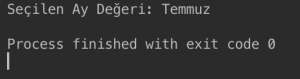 Seçilen Ay Değeri: Temmuz
Process finished with exit code 0